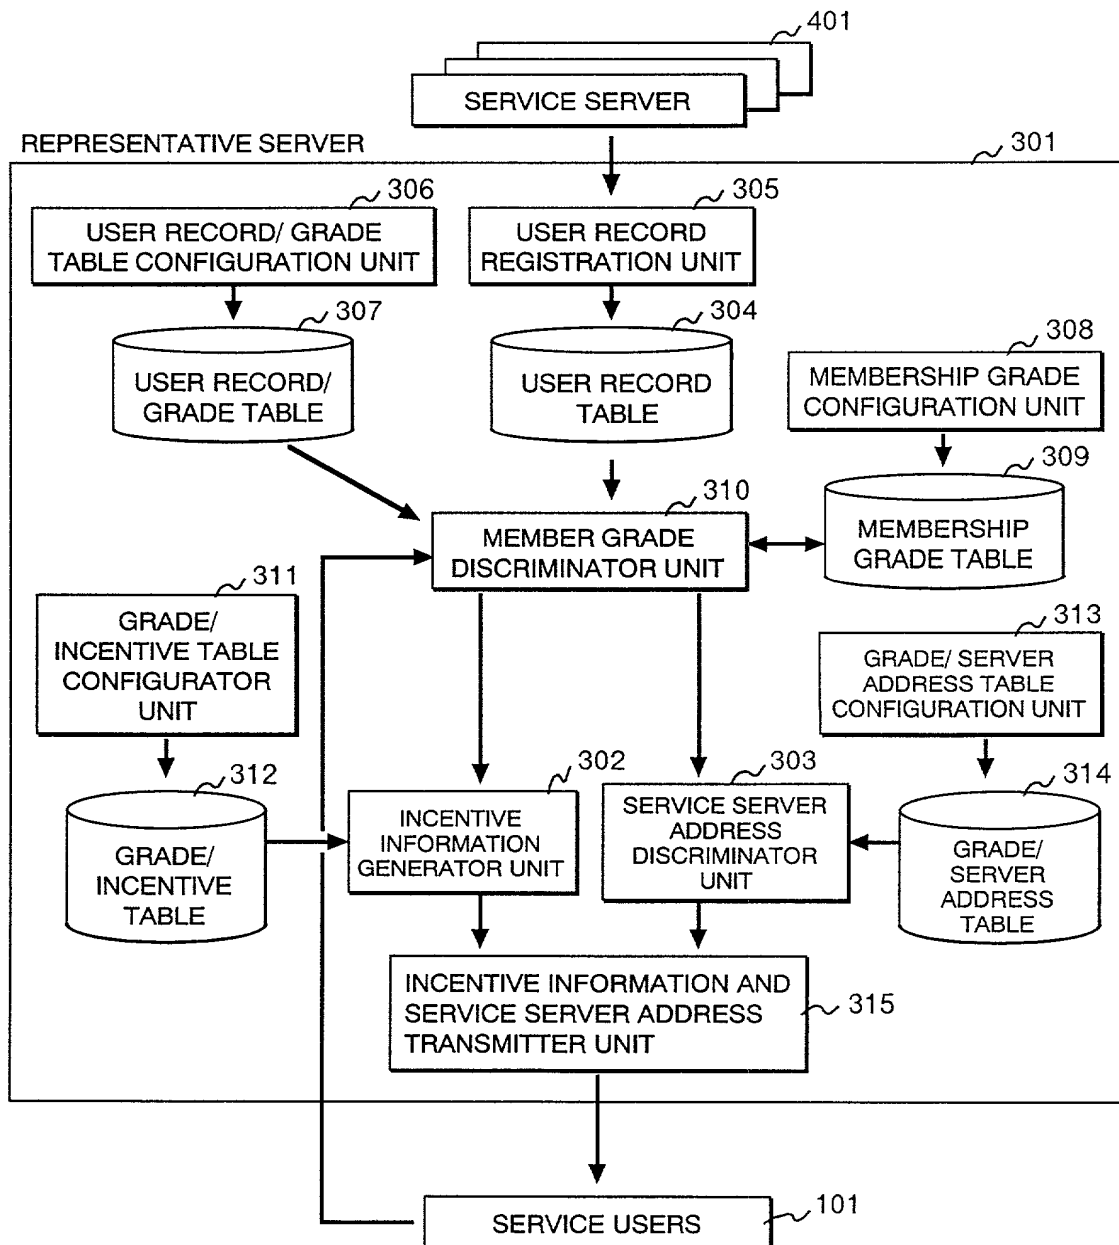 401
SERVICE SERVER
REPRESENTATIVE SERVER
301
306
USER RECORD/ GRADE
TABLE CONFIGURATION UNIT
305
USER RECORD
REGISTRATION UNIT
307
USER RECORD/
GRADE TABLE
304
USER RECORD
TABLE
308
MEMBERSHIP GRADE
CONFIGURATION UNIT
309
MEMBERSHIP
GRADE TABLE
310
MEMBER GRADE
DISCRIMINATOR UNIT
311
GRADE/
INCENTIVE TABLE
CONFIGURATOR
UNIT
313
GRADE/ SERVER
ADDRESS TABLE
CONFIGURATION UNIT
312
GRADE/
INCENTIVE
TABLE
302
INCENTIVE
INFORMATION
GENERATOR UNIT
303
SERVICE SERVER
ADDRESS
DISCRIMINATOR
UNIT
314
GRADE/
SERVER
ADDRESS
TABLE
INCENTIVE INFORMATION AND
SERVICE SERVER ADDRESS
TRANSMITTER UNIT
315
SERVICE USERS
101